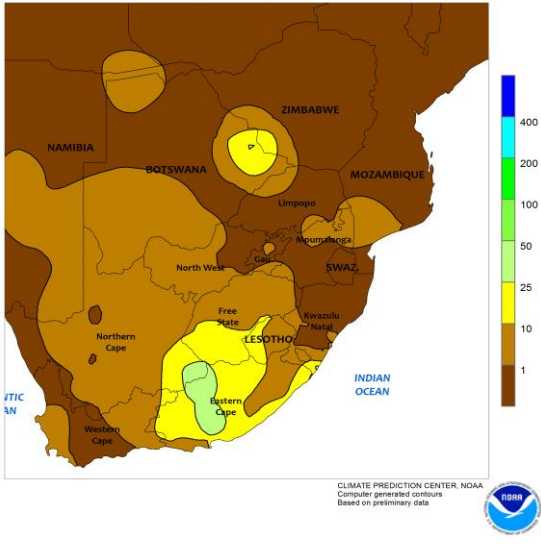 ZIMBABWE
NAMIBIA
BOTSWANA
MOZAMBIQUE
Limpopo
Moumalanga
Gau
North West
SWAZ.
Free
State
Kwazulu
Natal
LESOTHO
Northern
Cape
Eastern
Cape
Western
Cape
NTIC
AN
INDIAN
OCEAN
400
200
100
50
25
10
1
CLIMATE PREDICTION CENTER, NOAA
Computer generated contours
Based on preliminary data
NOAA